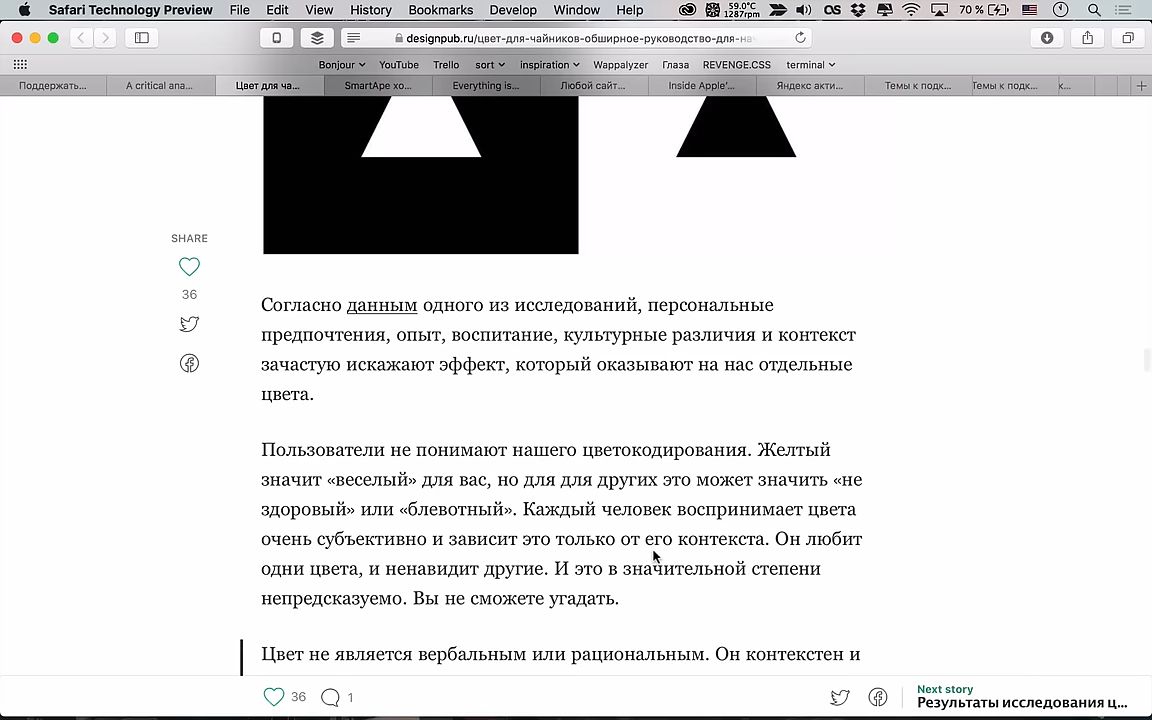 Safari Technology Preview File Edit View History Bookmarks Develop Window Help 59.0°C 1287rpm 70 %
designpub.ru/цвет-для-чайников-обширное-руководство-для-на
Bonjour YouTube Trello sort inspiration Wappalyzer Глаза REVENGE.CSS terminal
Поддержать... A critical ana... Цвет для ча... SmartApe хо... Everything is... Любой сайт... Inside Apple'... Яндекс акти... Темы к подк... Темы к подк... к...
SHARE
36
Согласно данным одного из исследований, персональные
предпочтения, опыт, воспитание, культурные различия и контекст
зачастую искажают эффект, который оказывают на нас отдельные
цвета.
Пользователи не понимают нашего цветокодирования. Желтый
значит «веселый» для вас, но для для других это может значить «не
здоровый» или «блевотный». Каждый человек воспринимает цвета
очень субъективно и зависит это только от его контекста. Он любит
одни цвета, и ненавидит другие. И это в значительной степени
непредсказуемо. Вы не сможете угадать.
Цвет не является вербальным или рациональным. Он контекстен и
36 1
Next story
Результаты исследования ц...